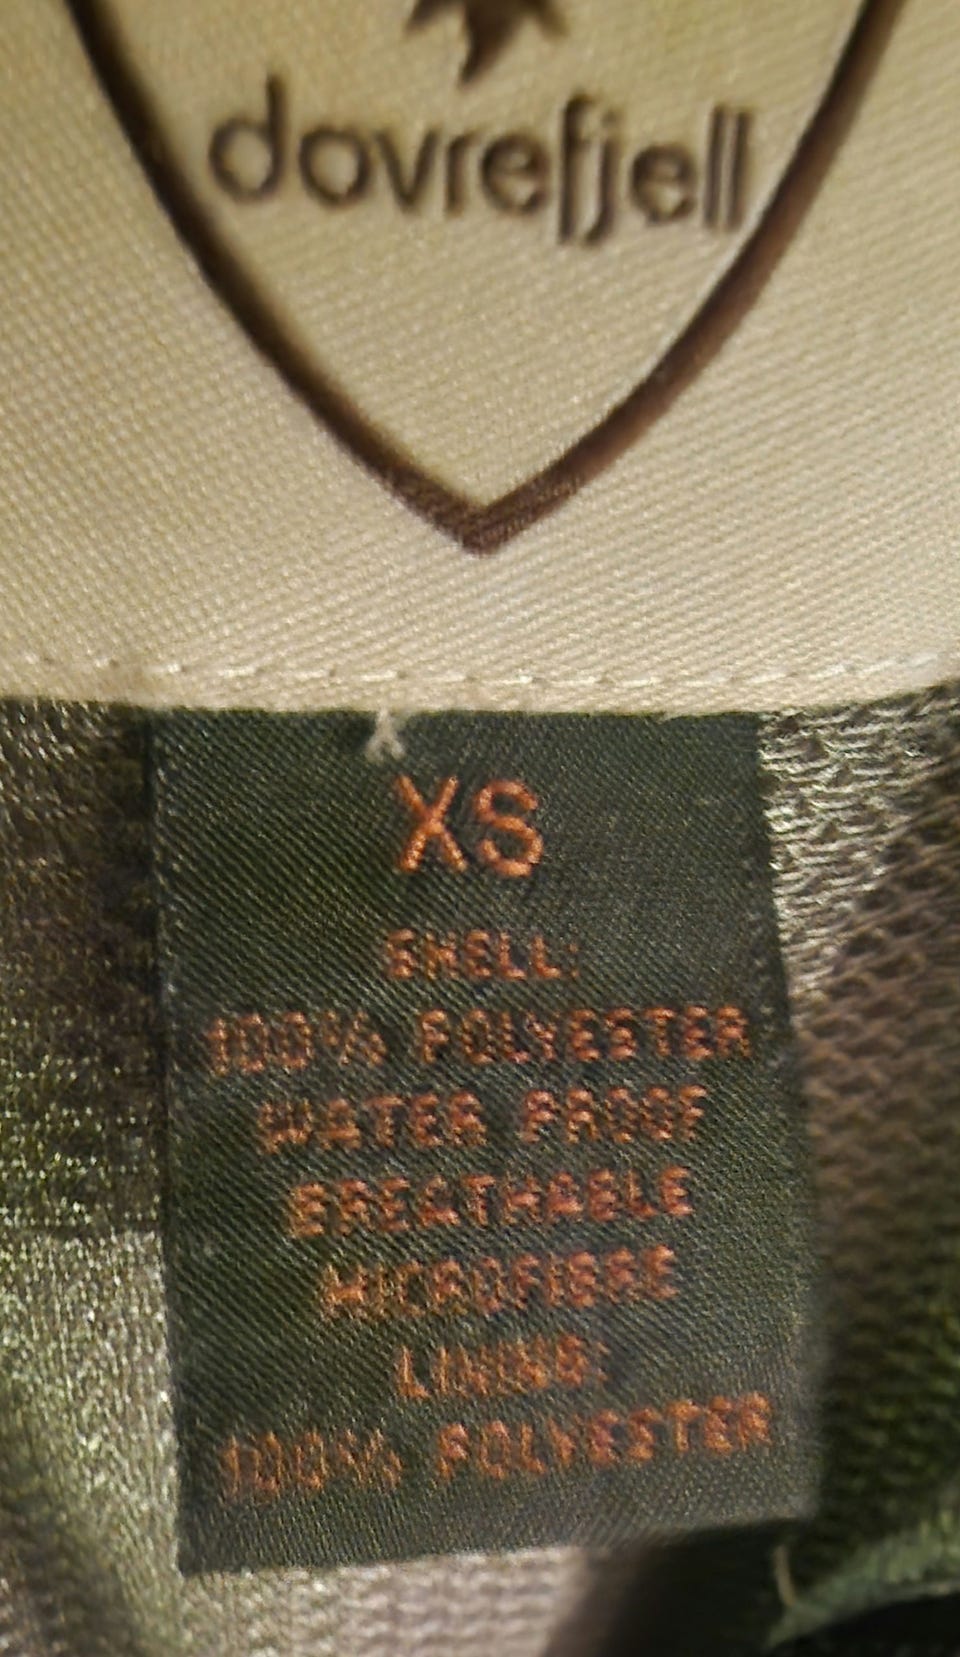 dovrefjell
XS
SHELL:
100% POLYESTER
WATER PROOF
BREATHABLE
MICROFIBRE
LINING:
100% POLYESTER